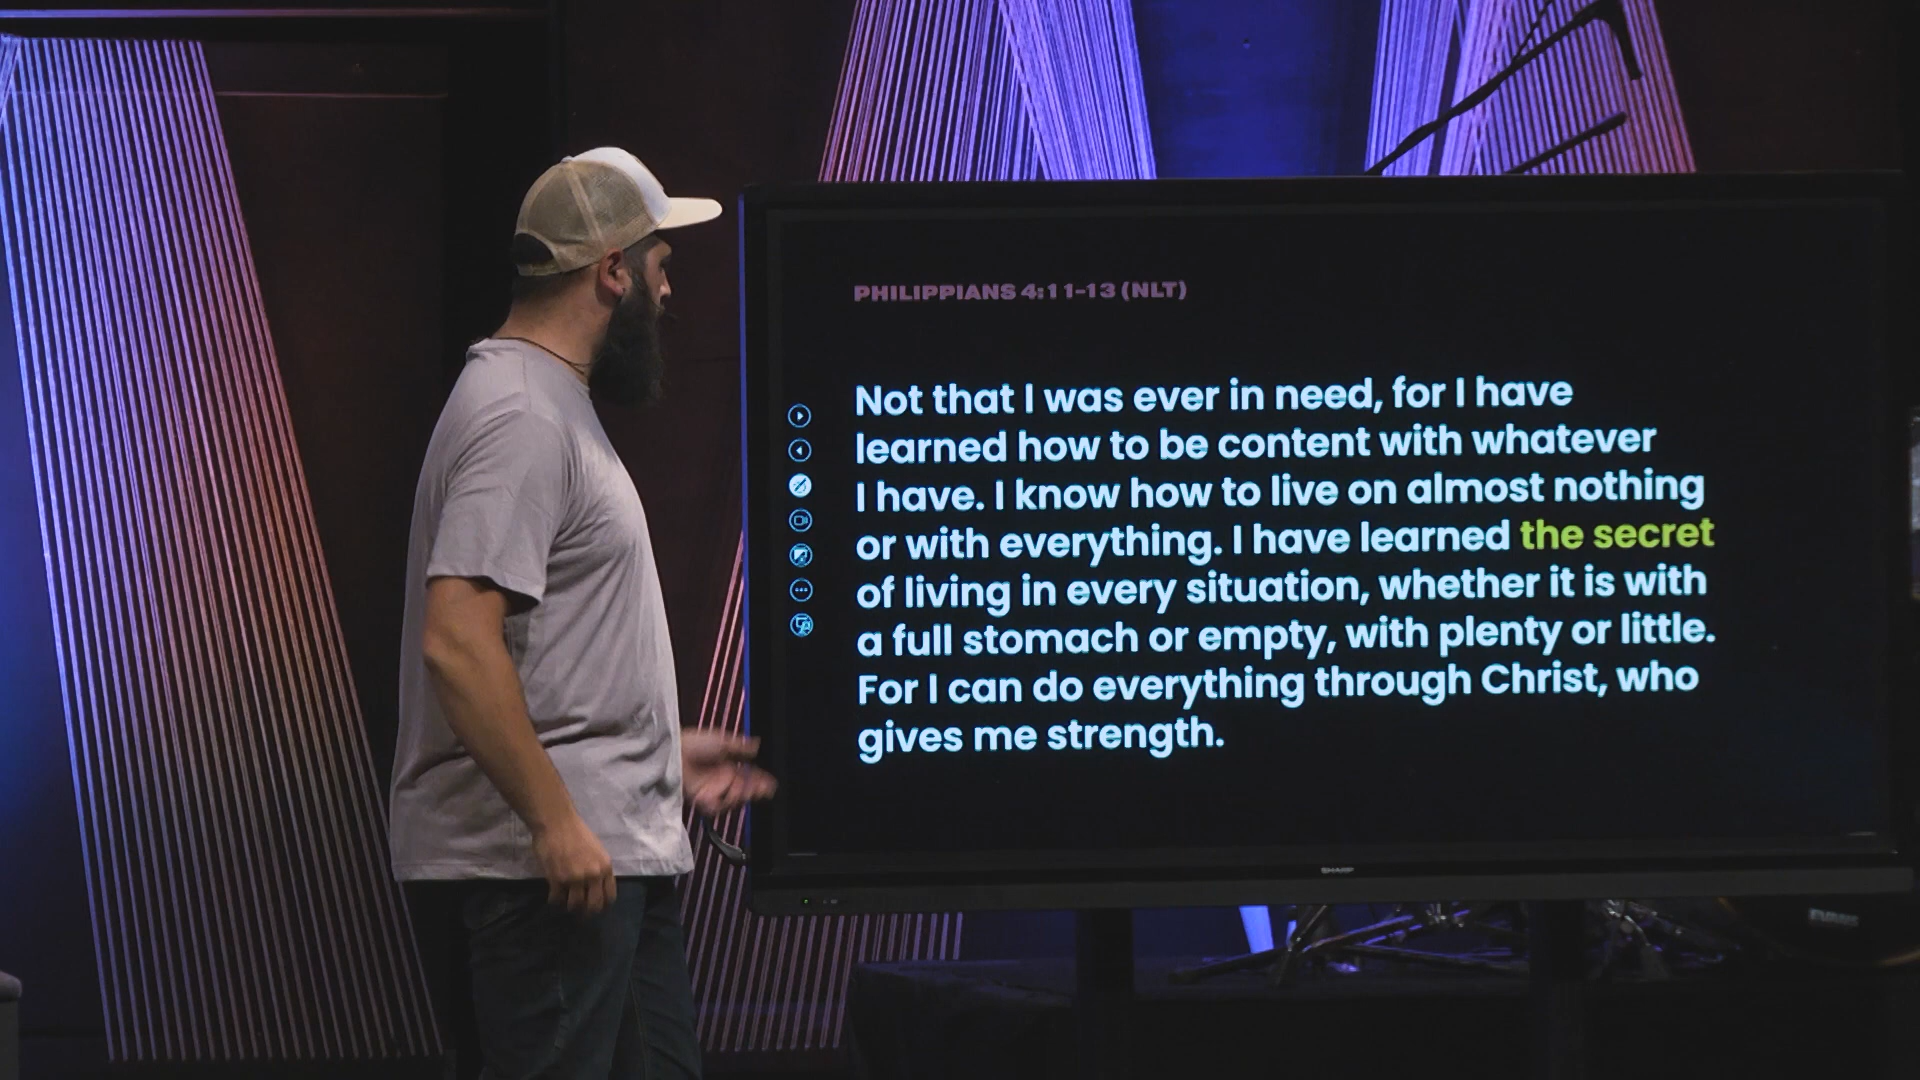 PHILIPPIANS 4:11-13 (NLT)
Not that I was ever in need, for I have
learned how to be content with whatever
I have. I know how to live on almost nothing
or with everything. I have learned the secret
of living in every situation, whether it is with
a full stomach or empty, with plenty or little.
For I can do everything through Christ, who
gives me strength.
SHARP
EVANS